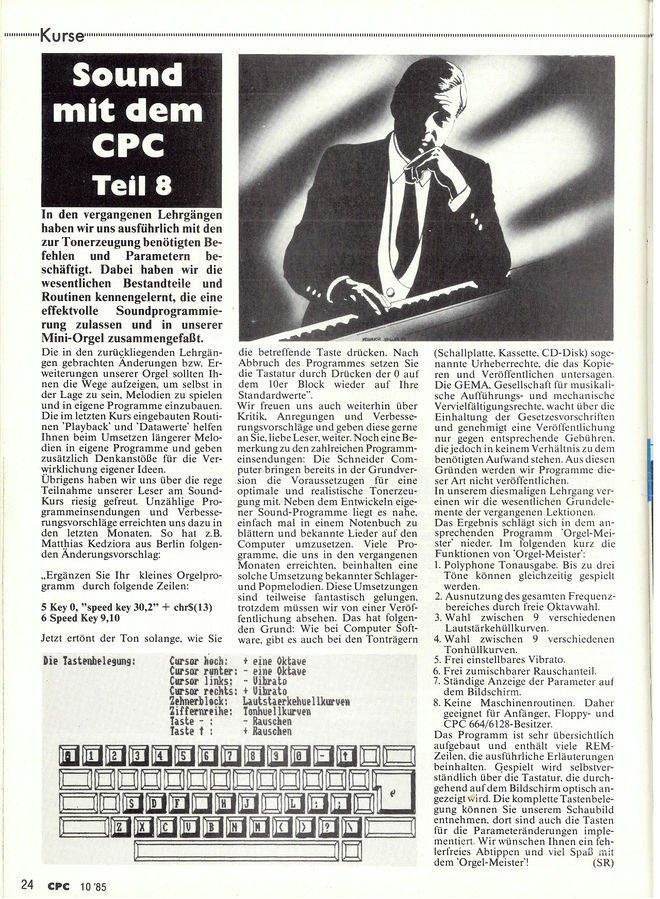 Kurse
Sound
mit dem
CPC
Teil 8
In den vergangenen Lehrgängen
haben wir uns ausführlich mit den
zur Tonerzeugung benötigten Be-
fehlen und Parametern be-
schäftigt. Dabei haben wir die
wesentlichen Bestandteile und
Routinen kennengelernt, die eine
effektvolle Soundprogrammie-
rung zulassen und in unserer
Mini-Orgel zusammengefaßt.
Die in den zurückliegenden Lehrgän-
gen gebrachten Änderungen bzw. Er-
weiterungen unserer Orgel sollten Ih-
nen die Wege aufzeigen, um selbst in
der Lage zu sein, Melodien zu spielen
und in eigene Programme einzubauen.
Die im letzten Kurs eingebauten Routi-
nen 'Playback' und 'Datawerte' helfen
Ihnen beim Umsetzen längerer Melo-
dien in eigene Programme und geben
zusätzlich Denkanstöße für die Ver-
wirklichung eigener Ideen.
Übrigens haben wir uns über die rege
Teilnahme unserer Leser am Sound-
Kurs riesig gefreut. Unzählige Pro-
grammeinsendungen und Verbesse-
rungsvorschläge erreichten uns dazu in
den letzten Monaten. So hat z.B.
Matthias Kedziora aus Berlin folgen-
den Änderungsvorschlag:
„Ergänzen Sie Ihr kleines Orgelpro-
gramm durch folgende Zeilen:
5 Key 0, "speed key 30,2" + chr$(13)
6 Speed Key 9,10
Jetzt ertönt der Ton solange, wie Sie
die betreffende Taste drücken. Nach
Abbruch des Programmes setzen Sie
die Tastatur durch Drücken der 0 auf
dem 10er Block wieder auf Ihre
Standardwerte".
Wir freuen uns auch weiterhin über
Kritik, Anregungen und Verbesse-
rungsvorschläge und geben diese gerne
an Sie, liebe Leser, weiter. Noch eine Be-
merkung zu den zahlreichen Programm-
einsendungen: Die Schneider Com-
puter bringen bereits in der Grundver-
sion die Voraussetzungen für eine
optimale und realistische Tonerzeu-
gung mit. Neben dem Entwickeln eige-
ner Sound-Programme liegt es nahe,
einfach mal in einem Notenbuch zu
blättern und bekannte Lieder auf den
Computer umzusetzen. Viele Pro-
gramme, die uns in den vergangenen
Monaten erreichten, beinhalten eine
solche Umsetzung bekannter Schlager-
und Popmelodien. Diese Umsetzungen
sind teilweise fantastisch gelungen,
trotzdem müssen wir von einer Veröf-
fentlichung absehen. Das hat folgen-
den Grund: Wie bei Computer Soft-
ware, gibt es auch bei den Tonträgern
(Schallplatte, Kassette, CD-Disk) soge-
nannte Urheberrechte, die das Kopie-
ren und Veröffentlichen untersagen.
Die GEMA, Gesellschaft für musikali-
sche Aufführungs- und mechanische
Vervielfältigungsrechte, wacht über die
Einhaltung der Gesetzesvorschriften
und genehmigt eine Veröffentlichung
nur gegen entsprechende Gebühren,
die jedoch in keinem Verhältnis zu dem
benötigten Aufwand stehen. Aus diesen
Gründen werden wir Programme die-
ser Art nicht veröffentlichen.
In unserem diesmaligen Lehrgang ver-
einen wir die wesentlichen Grundele-
mente der vergangenen Lektionen.
Das Ergebnis schlägt sich in dem an-
sprechenden Programm 'Orgel-Mei-
ster' nieder. Im folgenden kurz die
Funktionen von 'Orgel-Meister':
1. Polyphone Tonausgabe. Bis zu drei
Töne können gleichzeitig gespielt
werden.
2. Ausnutzung des gesamten Frequenz-
bereiches durch freie Oktavwahl.
3. Wahl zwischen 9 verschiedenen
Lautstärkehüllkurven.
4. Wahl zwischen 9 verschiedenen
Tonhüllkurven.
5. Frei einstellbares Vibrato.
6. Frei zumischbarer Rauschanteil.
7. Ständige Anzeige der Parameter auf
dem Bildschirm.
8. Keine Maschinenroutinen. Daher
geeignet für Anfänger, Floppy- und
CPC 664/6128-Besitzer.
Das Programm ist sehr übersichtlich
aufgebaut und enthält viele REM-
Zeilen, die ausführliche Erläuterungen
beinhalten. Gespielt wird selbstver-
ständlich über die Tastatur, die durch-
gehend auf dem Bildschirm optisch an-
gezeigt wird. Die komplette Tastenbele-
gung können Sie unserem Schaubild
entnehmen, dort sind auch die Tasten
für die Parameteränderungen imple-
mentiert. Wir wünschen Ihnen ein feh-
lerfreies Abtippen und viel Spaß mit
dem 'Orgel-Meister'! (SR)
Die Tastenbelegung: Cursor hoch: + eine Oktave
Cursor runter: - eine Oktave
Cursor links: - Vibrato
Cursor rechts: + Vibrato
Zehnerblock: Lautstaerkehuellkurven
Ziffernreihe: Tonhuellkurven
Taste - : - Rauschen
Taste ↑ : + Rauschen
1 2 3 4 5 6 7 8 9 0 - ↑
S D F H J L : ;
Z X C V B N M < > ? \
24 CPC 10'85